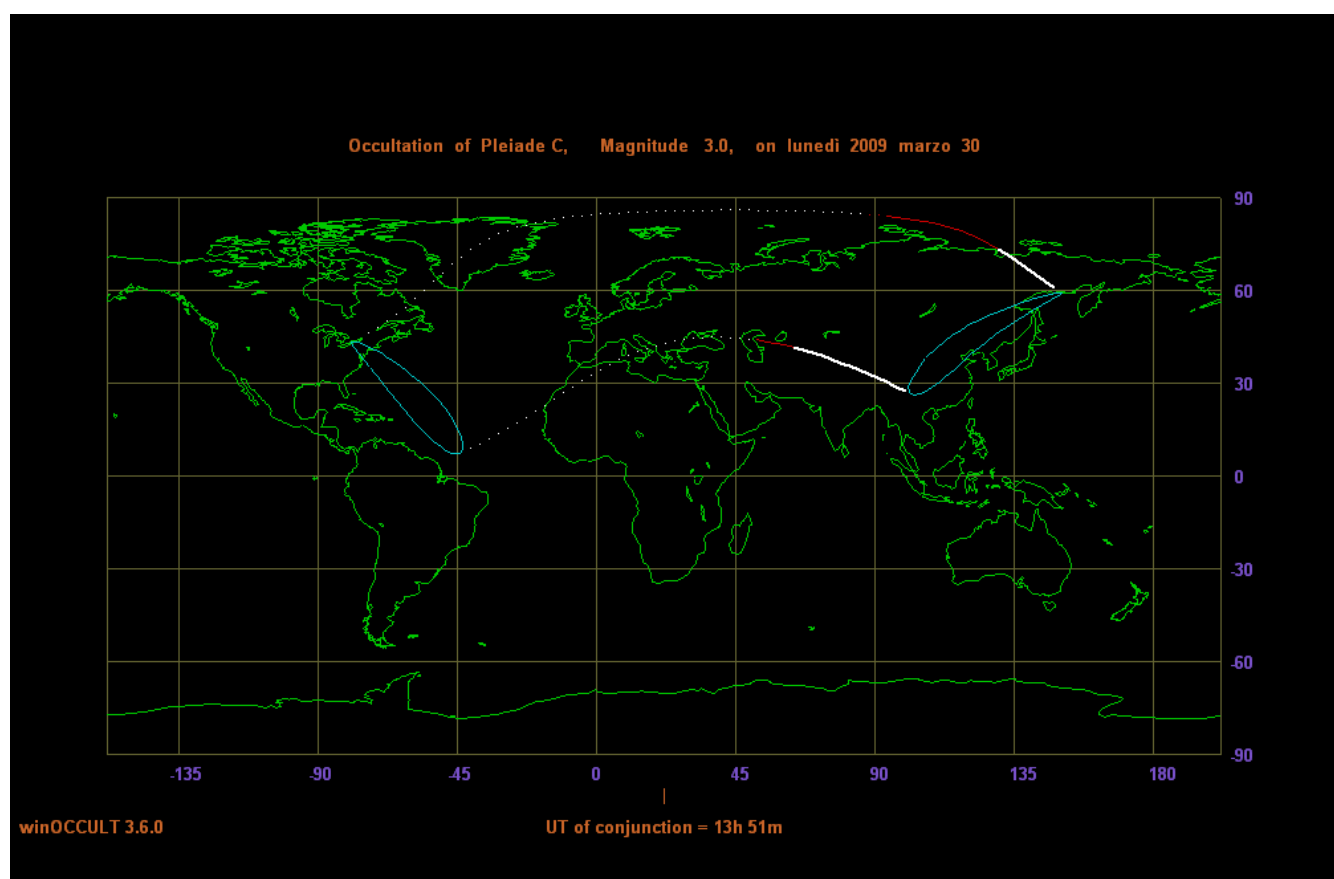 Occultation of Pleiade C, Magnitude 3.0, on lunedì 2009 marzo 30
90
60
30
0
-30
-60
-90
-135 -90 -45 0 45 90 135 180
|
winOCCULT 3.6.0 UT of conjunction = 13h 51m